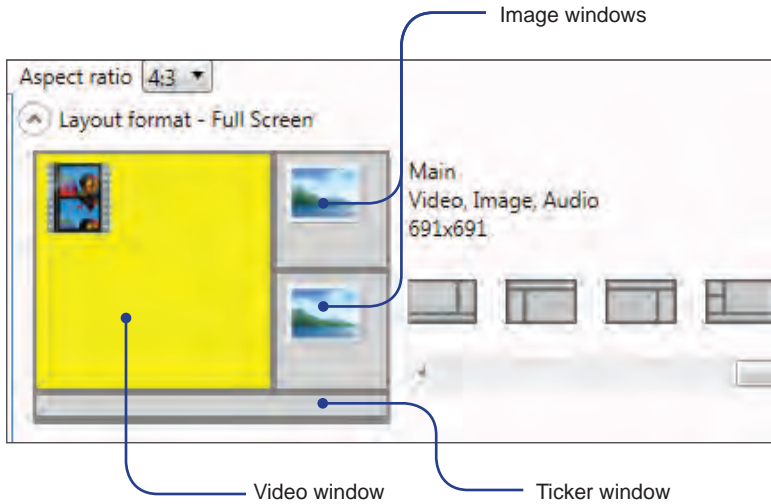 Image windows
Aspect ratio 4:3
Layout format - Full Screen
Main
Video, Image, Audio
691x691
Video window
Ticker window